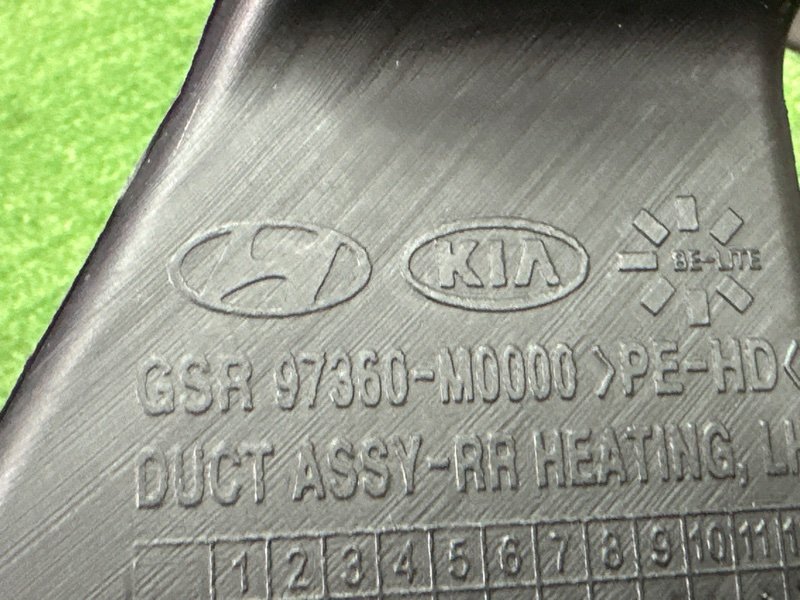 KIA BE-LITE
GSR 97360-M0000 >PE-HD<
DUCT ASSY-RR HEATING, LH
1 2 3 4 5 6 7 8 9 10 11